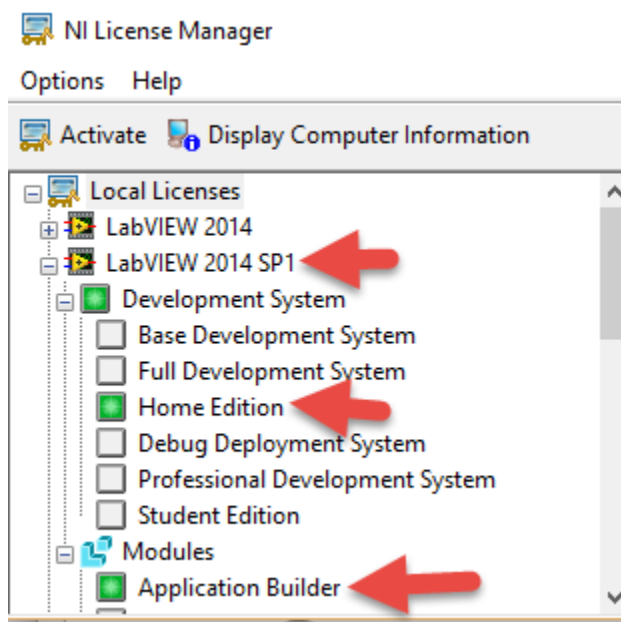 NI License Manager
Options Help
Activate Display Computer Information
Local Licenses
LabVIEW 2014
LabVIEW 2014 SP1
Development System
Base Development System
Full Development System
Home Edition
Debug Deployment System
Professional Development System
Student Edition
Modules
Application Builder